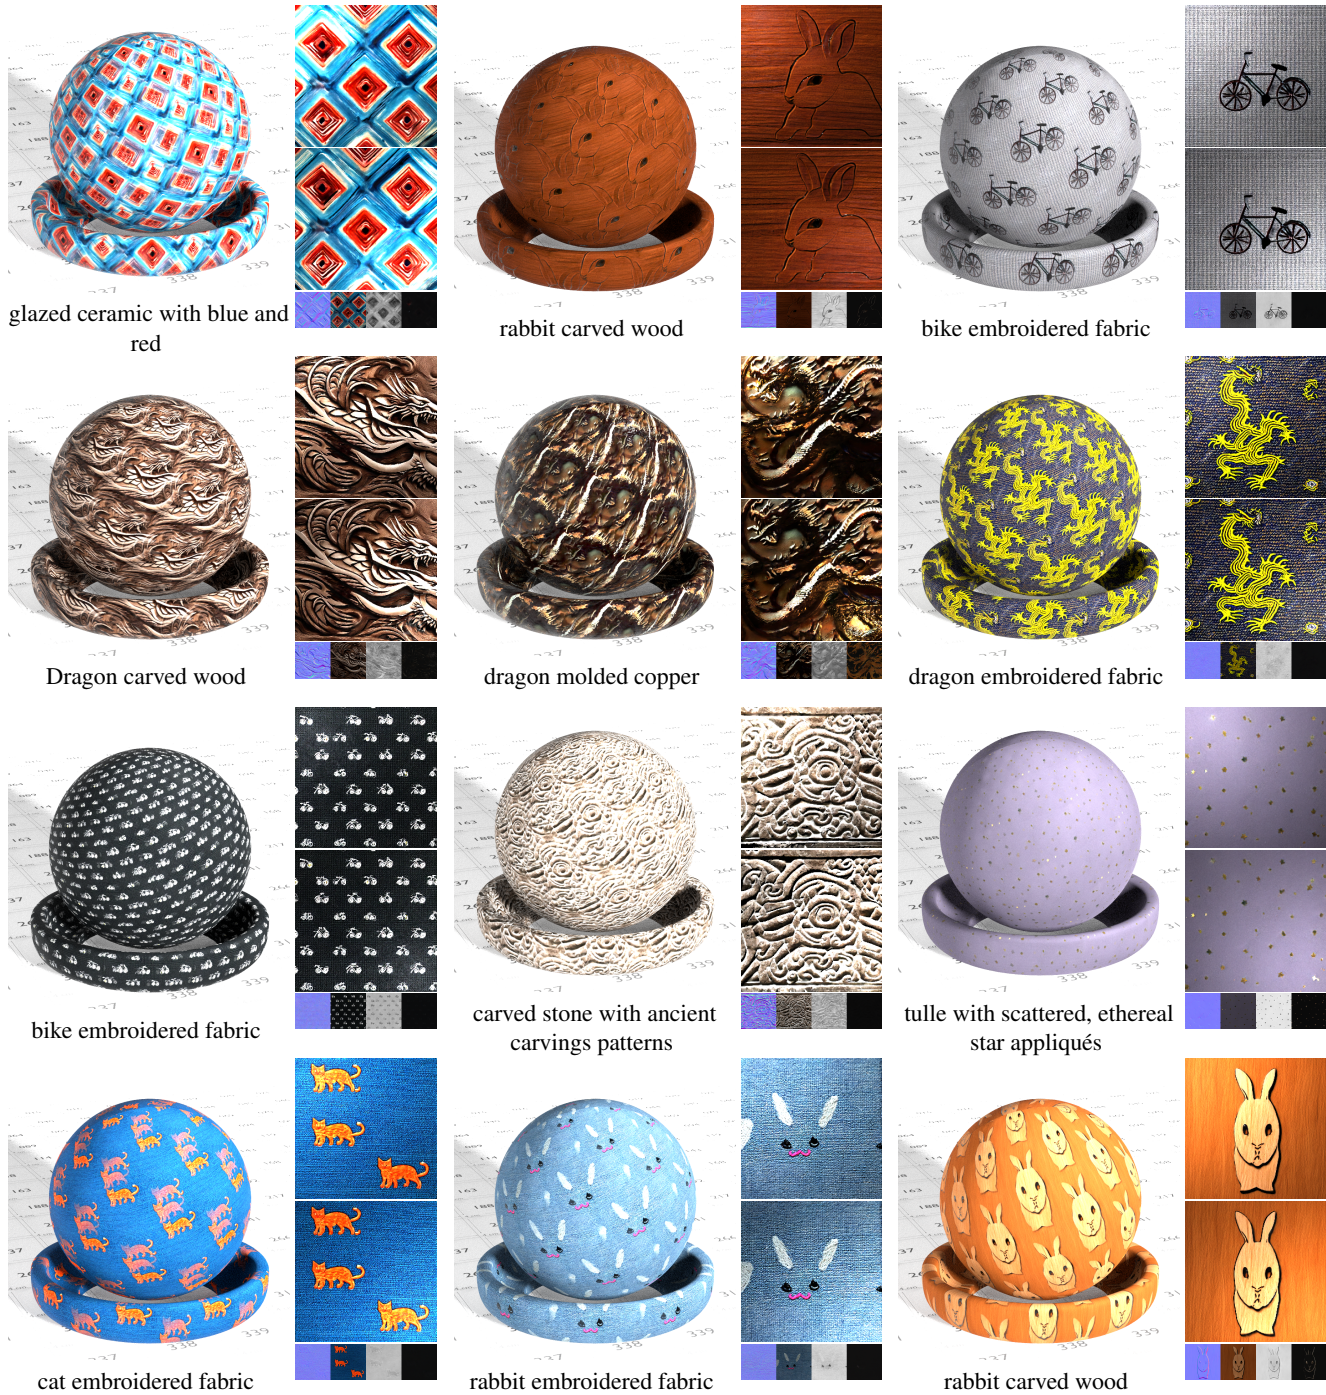 glazed ceramic with blue and
red
rabbit carved wood
bike embroidered fabric
Dragon carved wood
dragon molded copper
dragon embroidered fabric
bike embroidered fabric
carved stone with ancient
carvings patterns
tulle with scattered, ethereal
star appliqués
cat embroidered fabric
rabbit embroidered fabric
rabbit carved wood